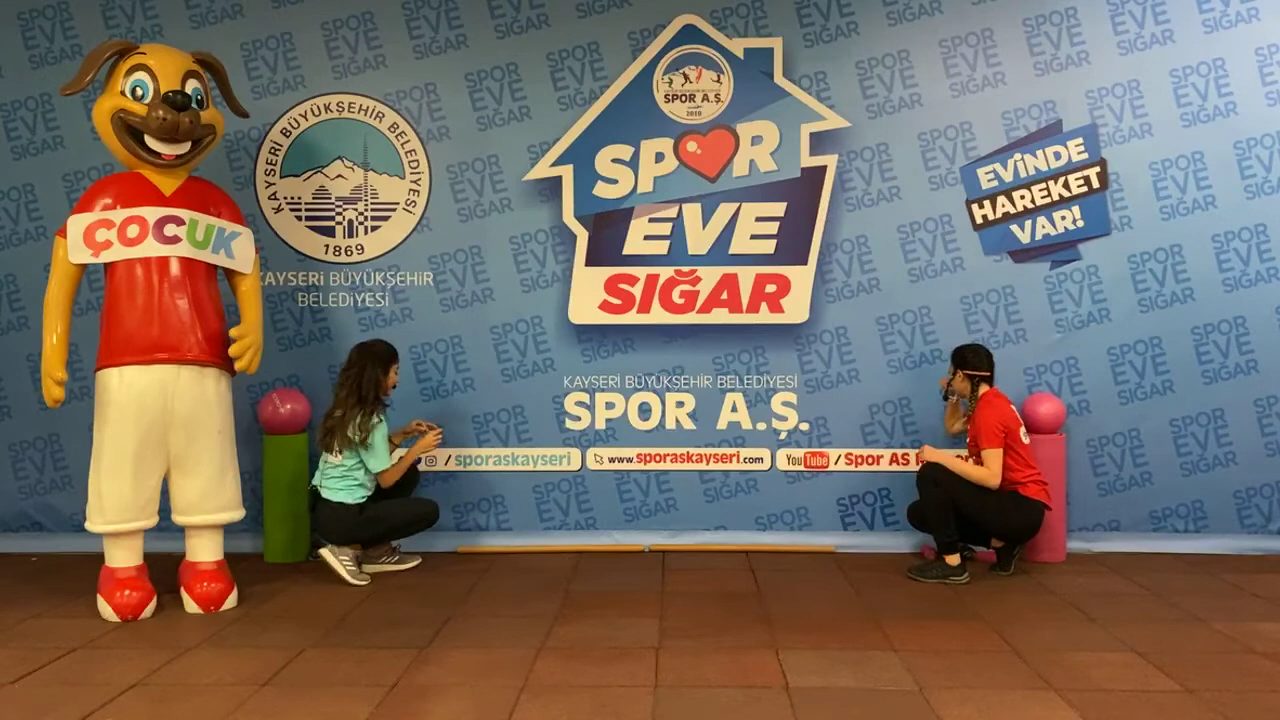 ÇOCUK
KAYSERİ BÜYÜKŞEHİR BELEDİYESİ
1869
KAYSERİ BÜYÜKŞEHİR
BELEDİYESİ
SPOR A.Ş.
2019
SPOR
EVE
SIĞAR
EVİNDE
HAREKET
VAR!
KAYSERİ BÜYÜKŞEHİR BELEDİYESİ
SPOR A.Ş.
/sporaskayseri
www.sporaskayseri.com
YouTube /Spor AS
SPOR
EVE
SIĞAR